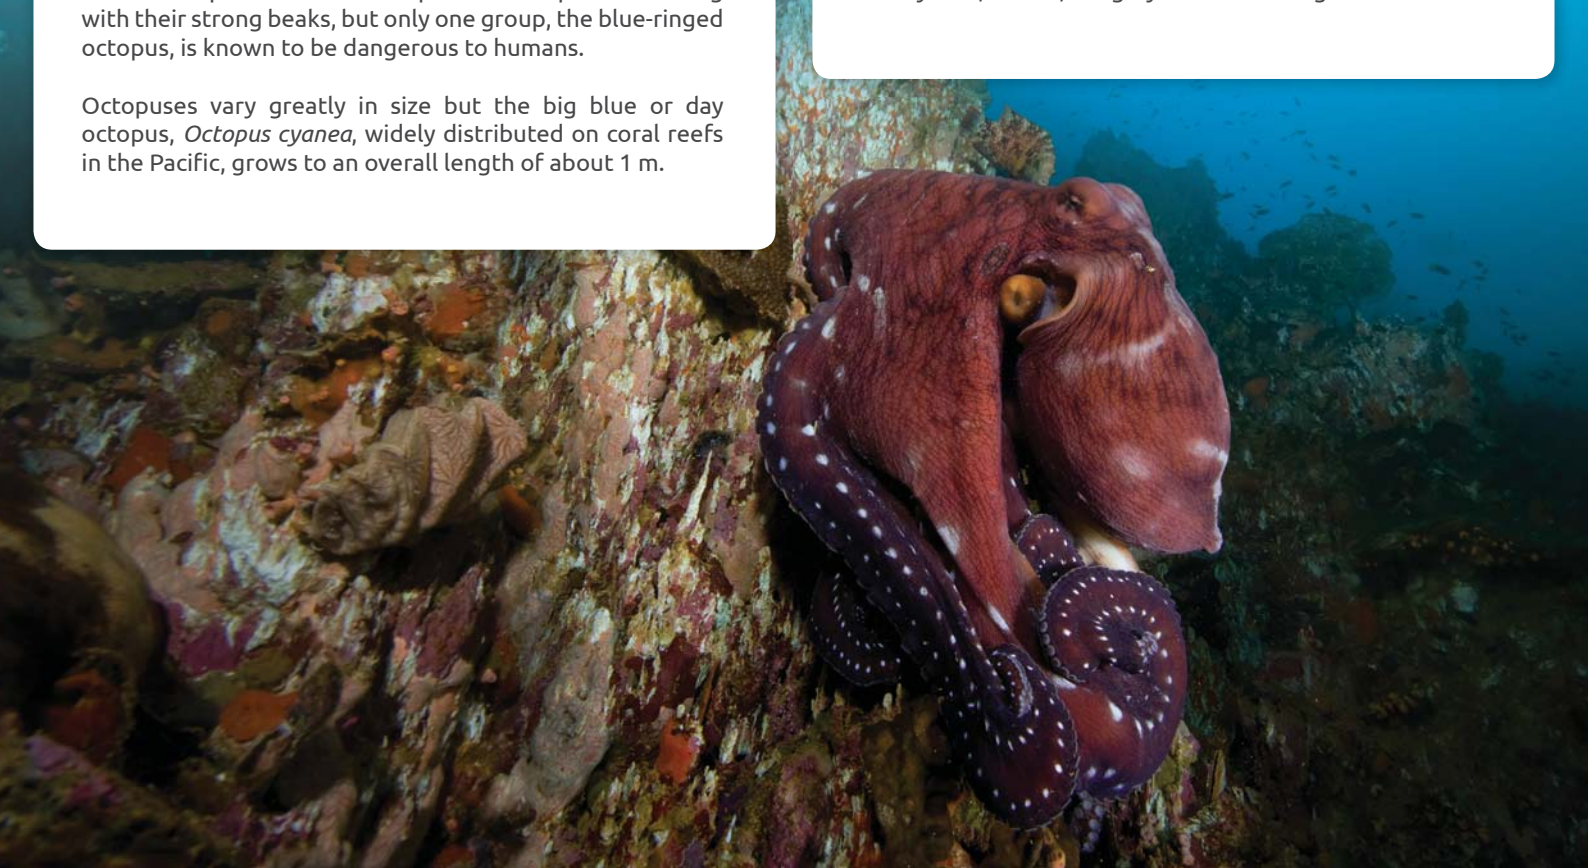 with their strong beaks, but only one group, the blue-ringed
octopus, is known to be dangerous to humans.
Octopuses vary greatly in size but the big blue or day
octopus, Octopus cyanea, widely distributed on coral reefs
in the Pacific, grows to an overall length of about 1 m.